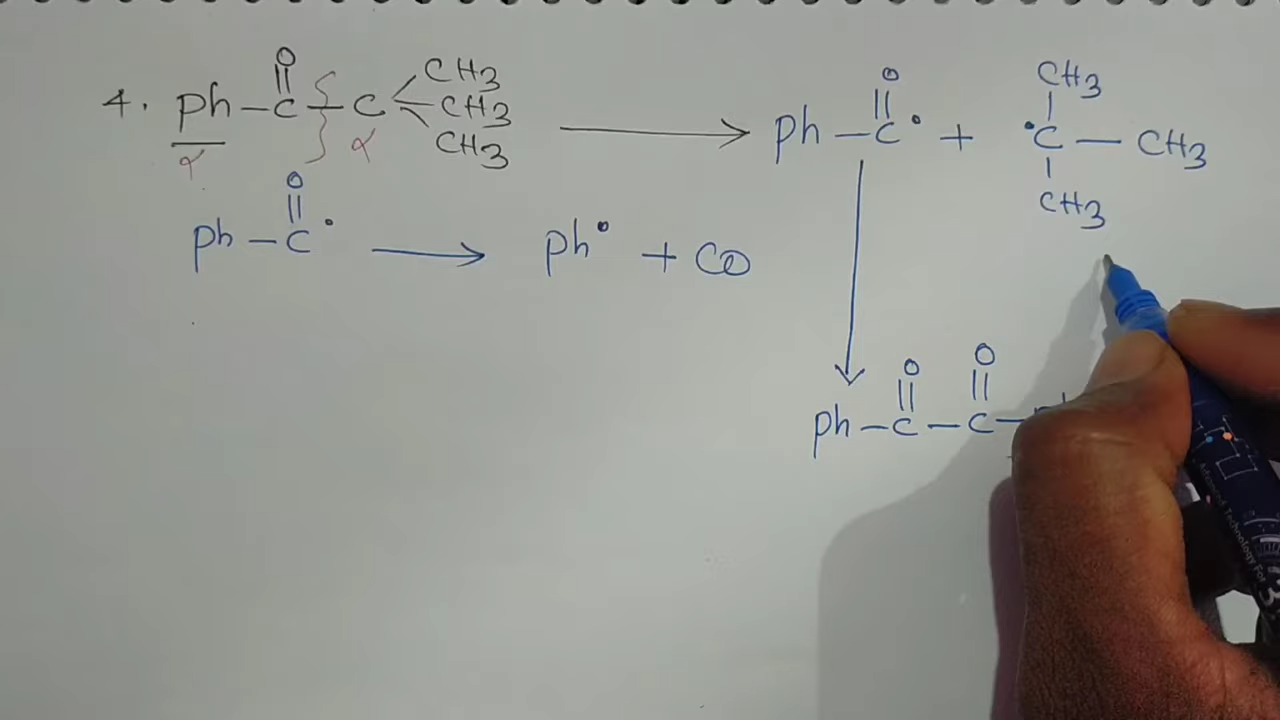 O CH3 O CH3
4. Ph – C – C – CH3 ⟶ Ph – C• + •C – CH3
α α CH3 CH3
O
Ph – C• ⟶ Ph• + CO
O O
Ph – C – C –